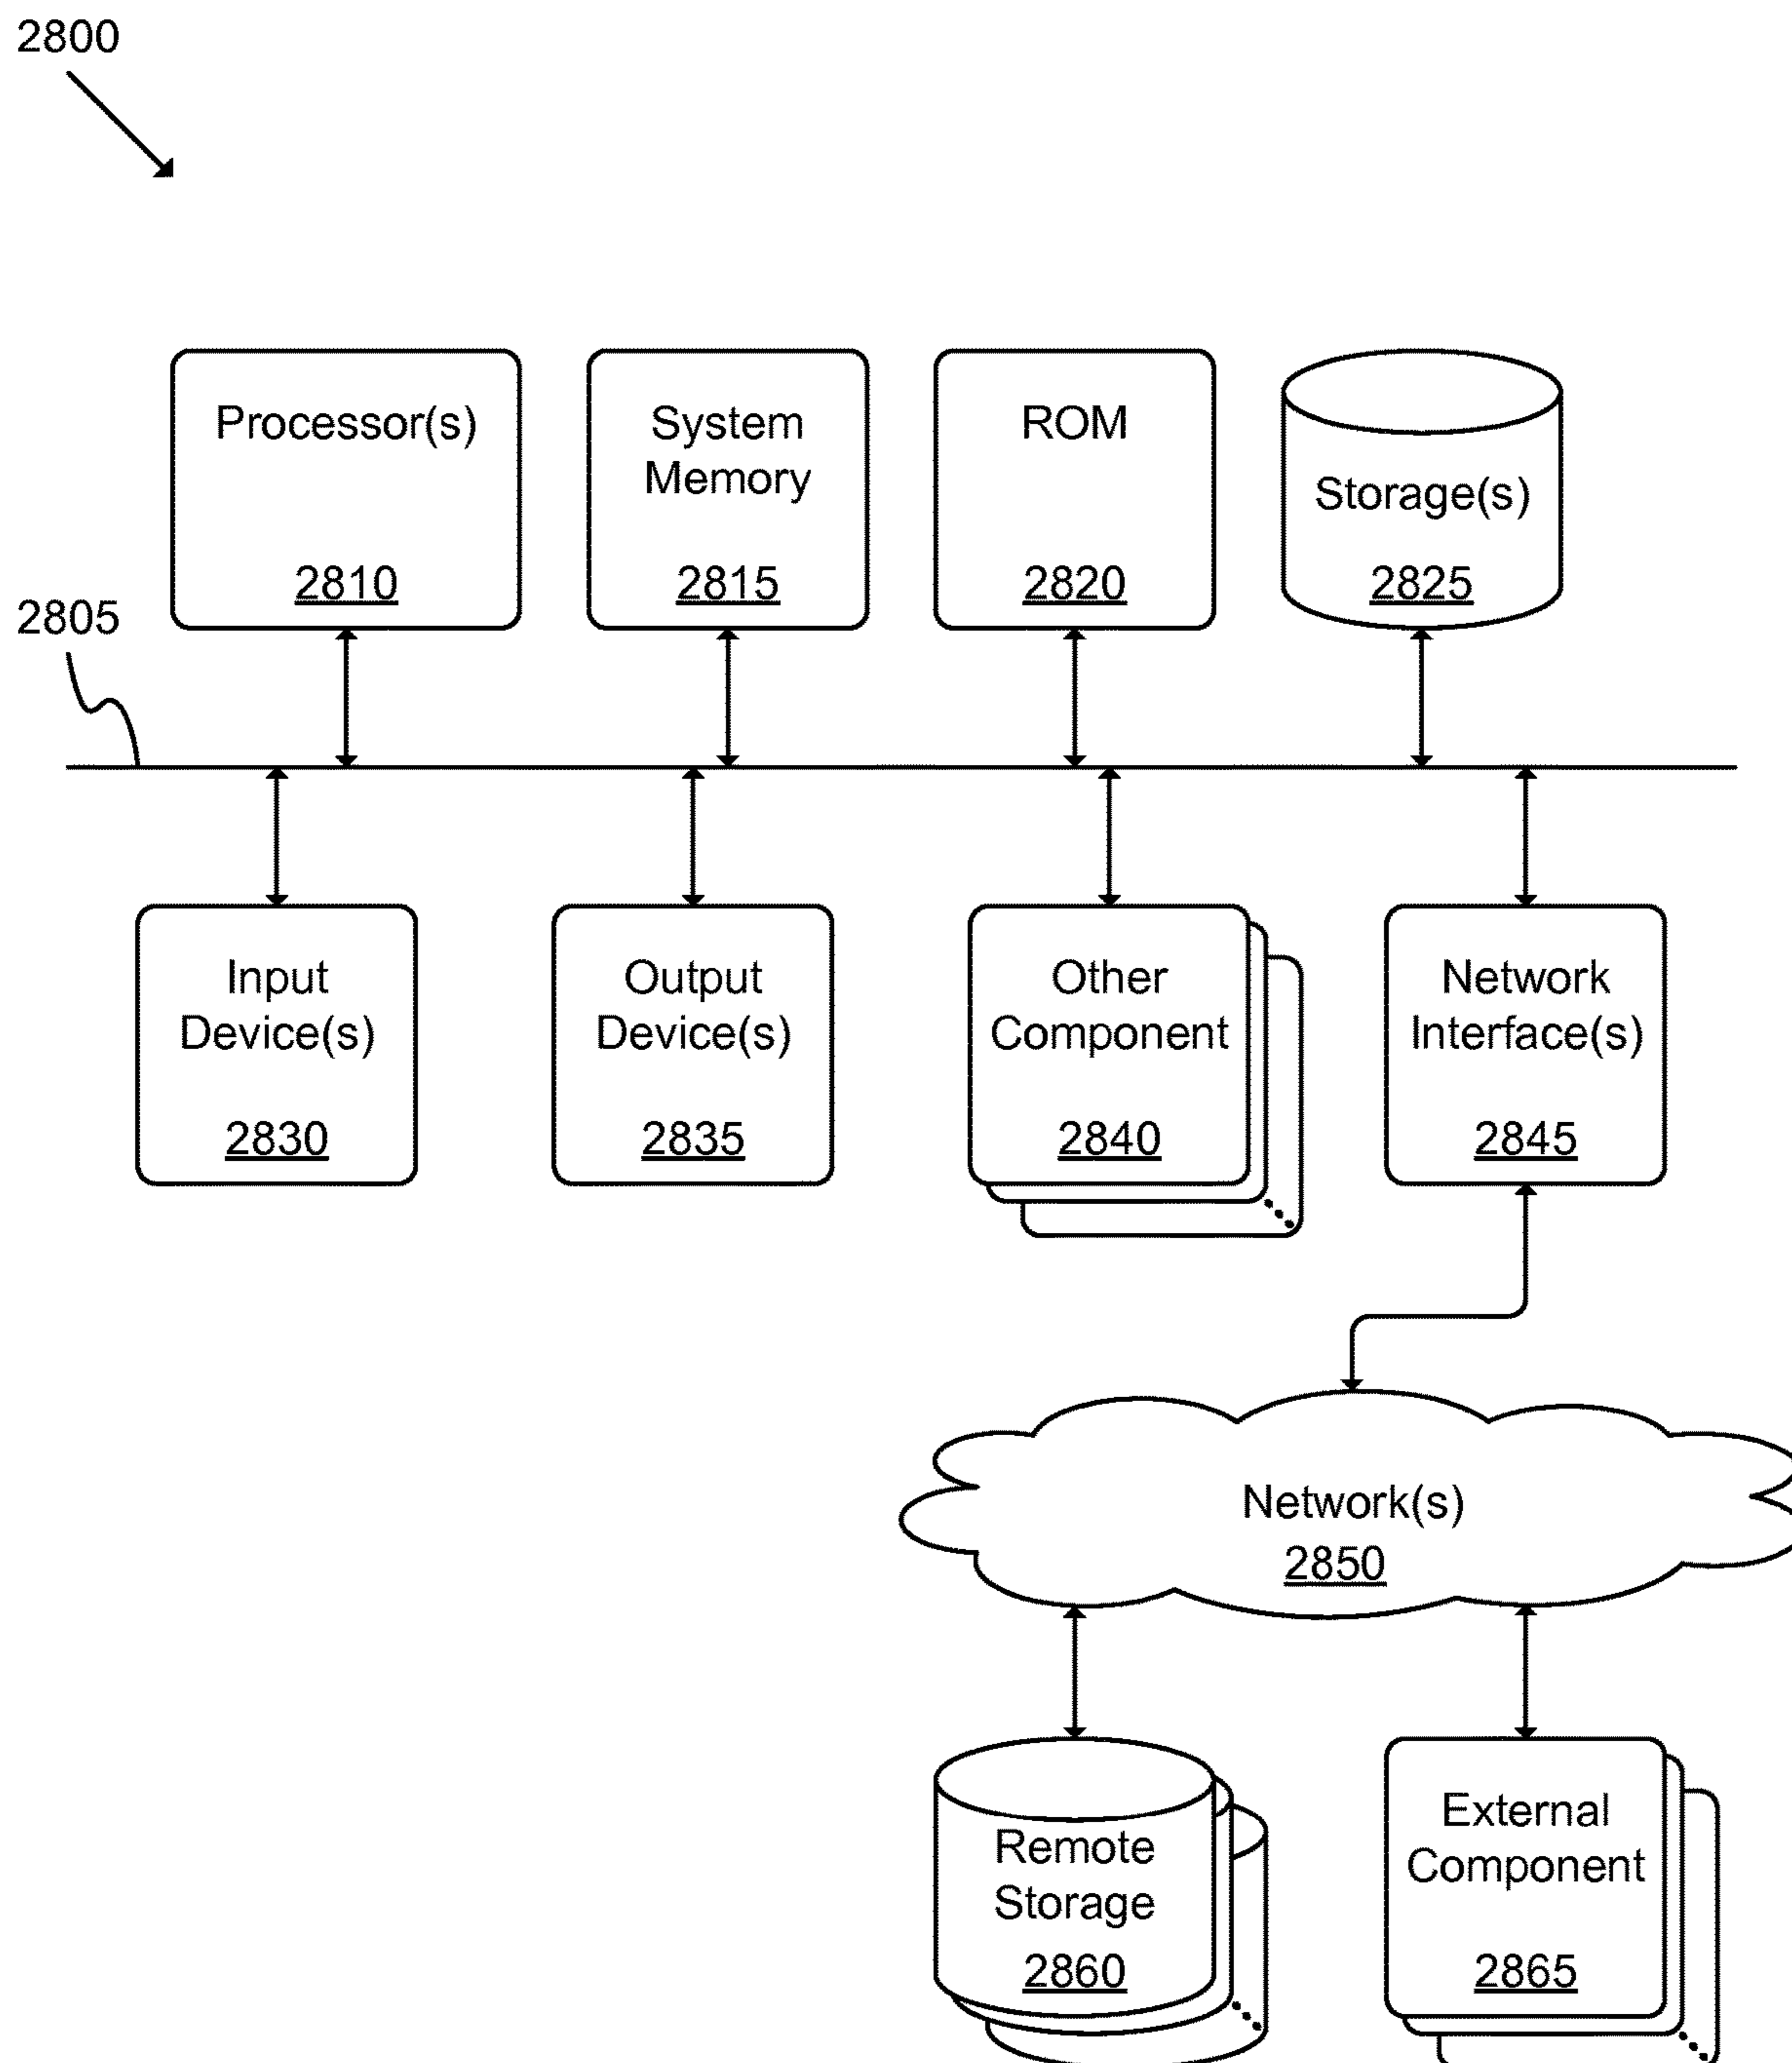 2800
Processor(s)
2810
System
Memory
2815
ROM
2820
Storage(s)
2825
2805
Input
Device(s)
2830
Output
Device(s)
2835
Other
Component
2840
Network
Interface(s)
2845
Network(s)
2850
Remote
Storage
2860
External
Component
2865